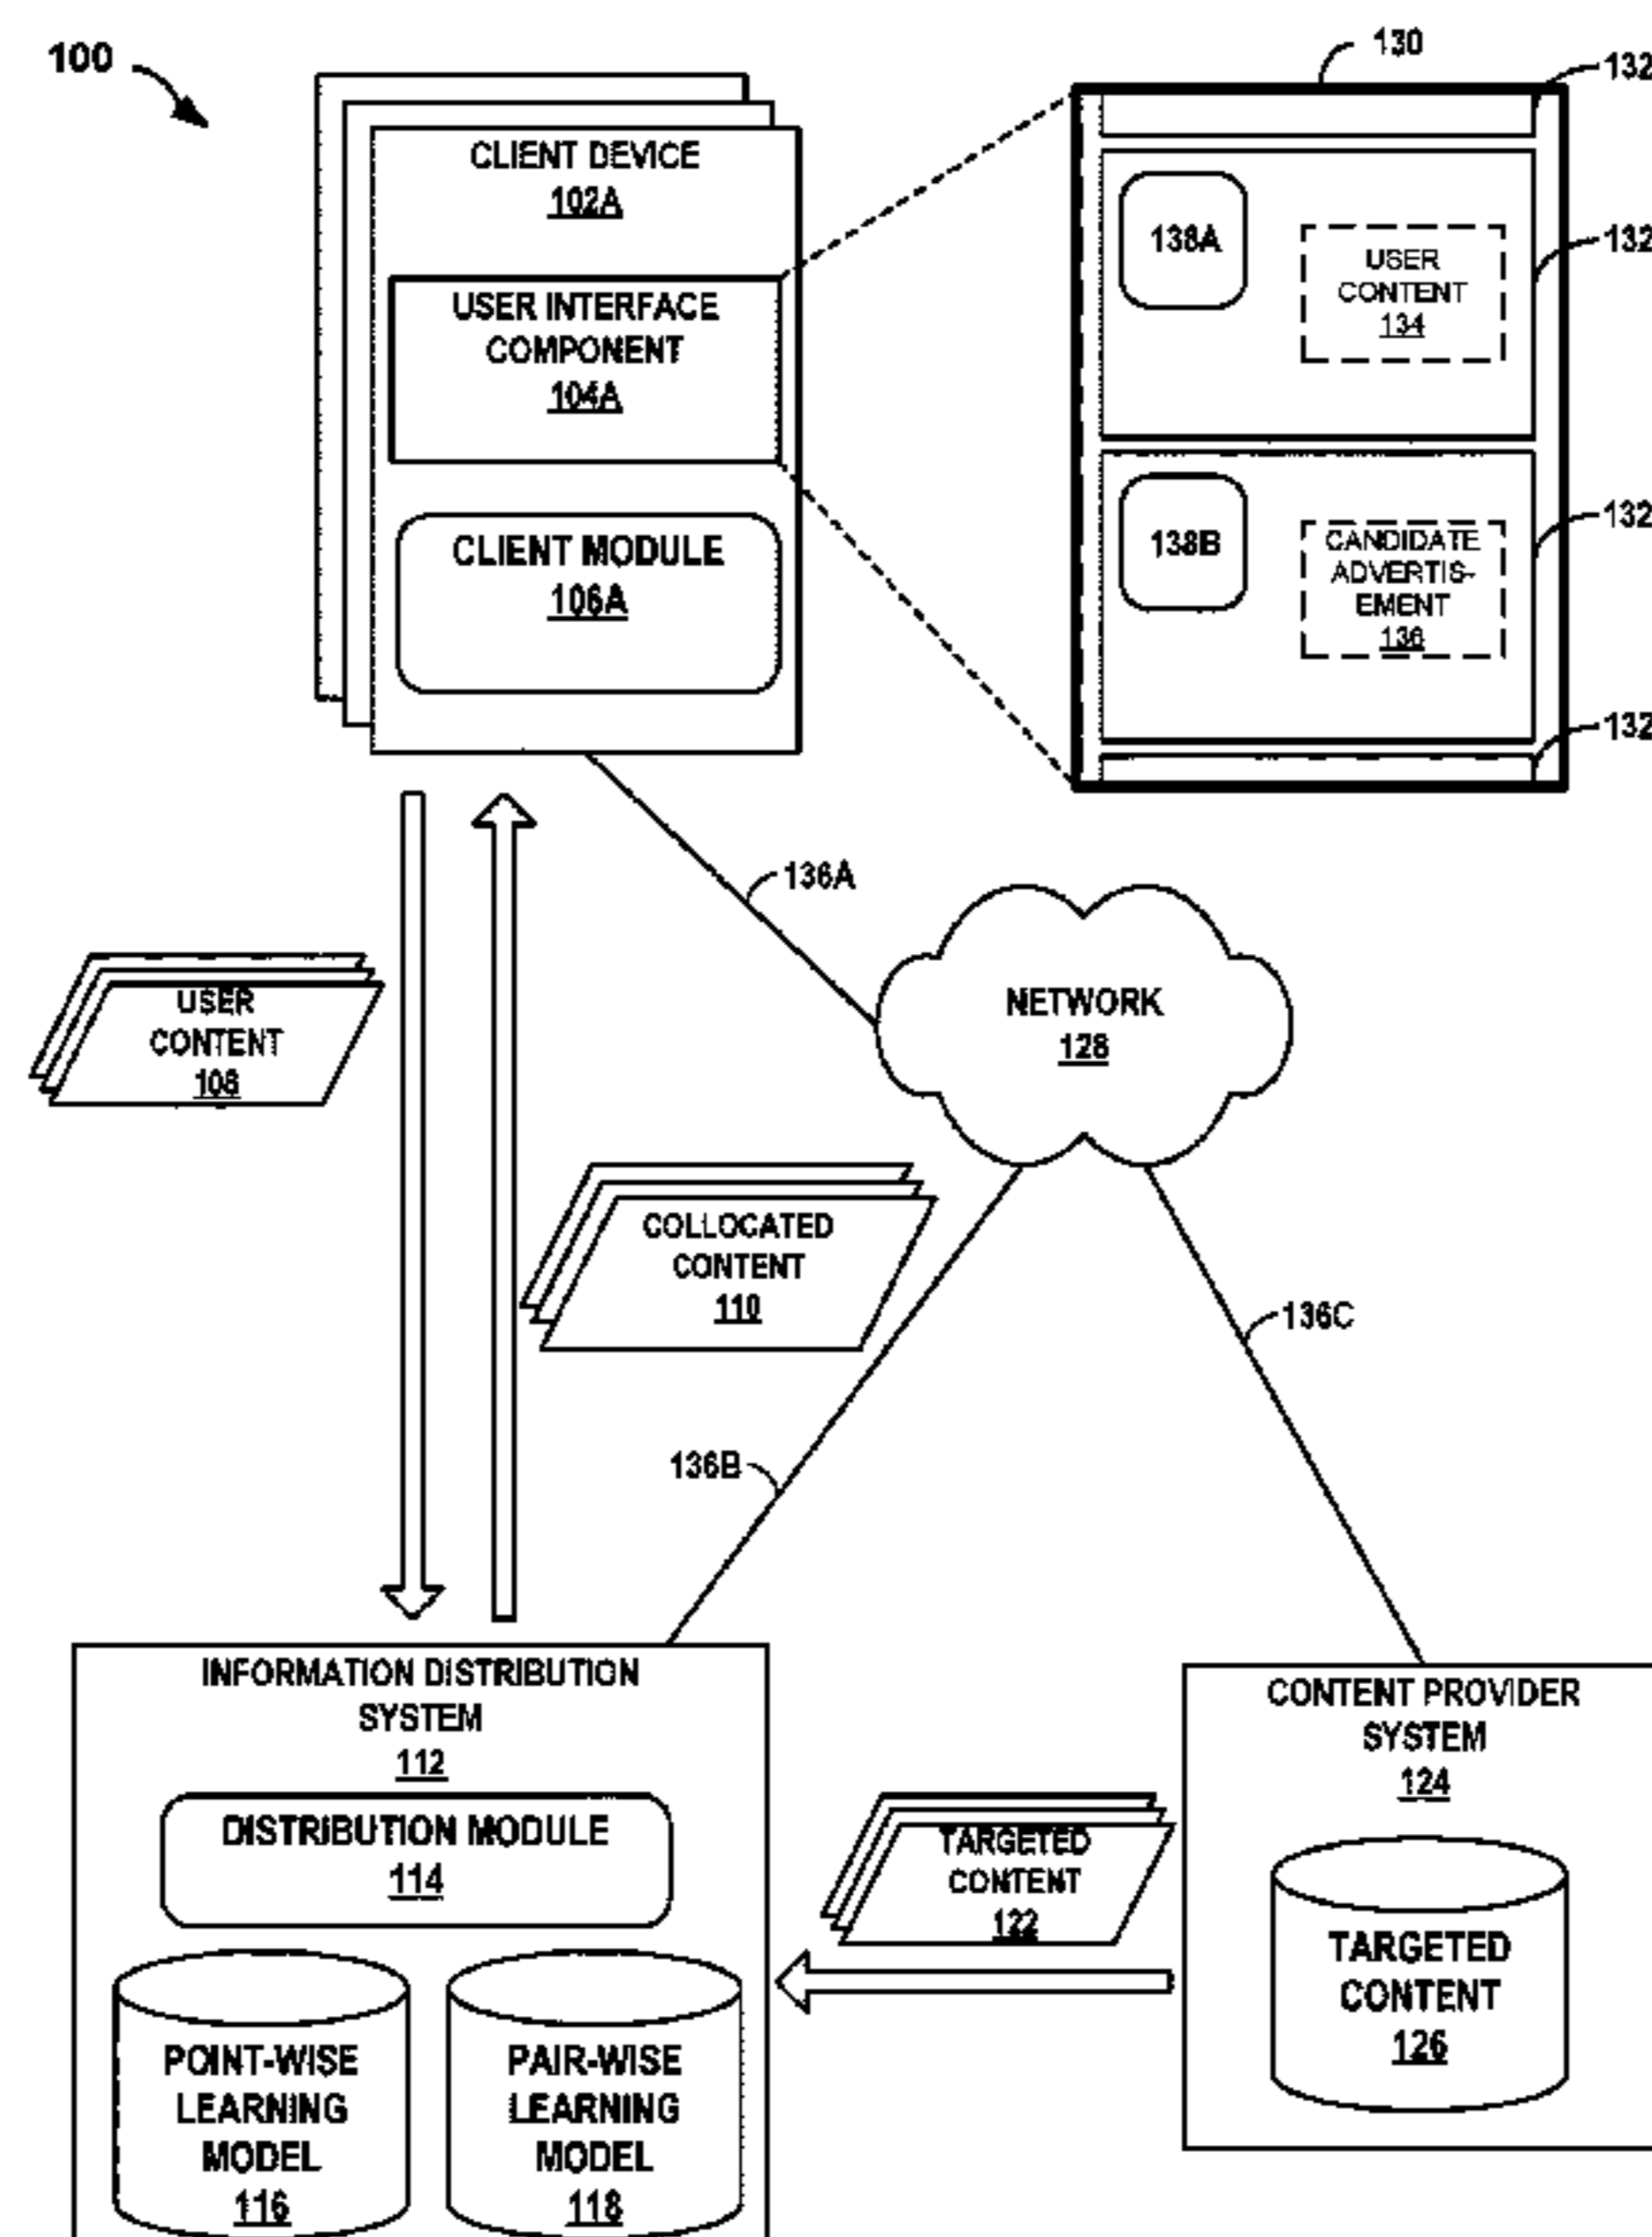 100
CLIENT DEVICE
102A
USER INTERFACE
COMPONENT
104A
CLIENT MODULE
106A
130
132
138A
USER
CONTENT
134
132
138B
CANDIDATE
ADVERTIS-
EMENT
136
132
132
136A
USER
CONTENT
108
NETWORK
128
COLLOCATED
CONTENT
110
136C
136B
INFORMATION DISTRIBUTION
SYSTEM
112
DISTRIBUTION MODULE
114
POINT-WISE
LEARNING
MODEL
116
PAIR-WISE
LEARNING
MODEL
118
TARGETED
CONTENT
122
CONTENT PROVIDER
SYSTEM
124
TARGETED
CONTENT
126